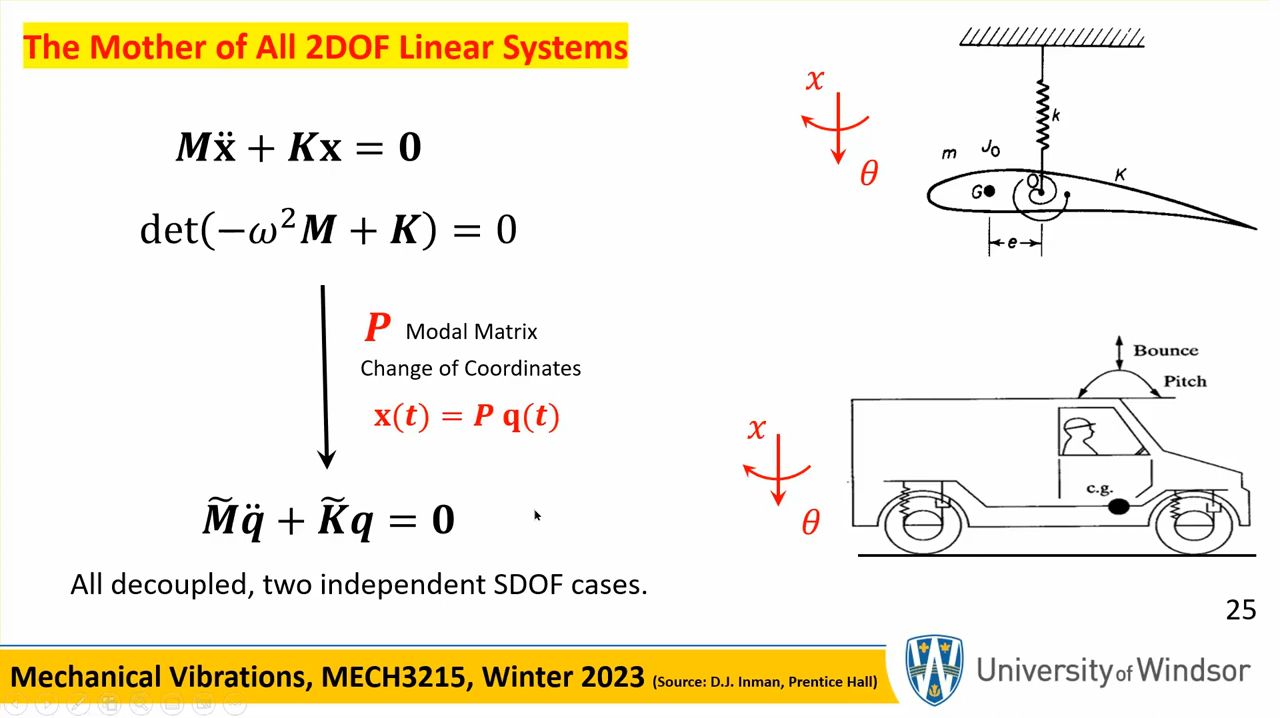 The Mother of All 2DOF Linear Systems
Mẍ + Kx = 0
det(−ω²M + K) = 0
P Modal Matrix
Change of Coordinates
x(t) = P q(t)
M̃q̈ + K̃q = 0
All decoupled, two independent SDOF cases.
x
θ
k
m
J₀
K
G
O
e
x
θ
Bounce
Pitch
c.g.
25
Mechanical Vibrations, MECH3215, Winter 2023 (Source: D.J. Inman, Prentice Hall)
University of Windsor